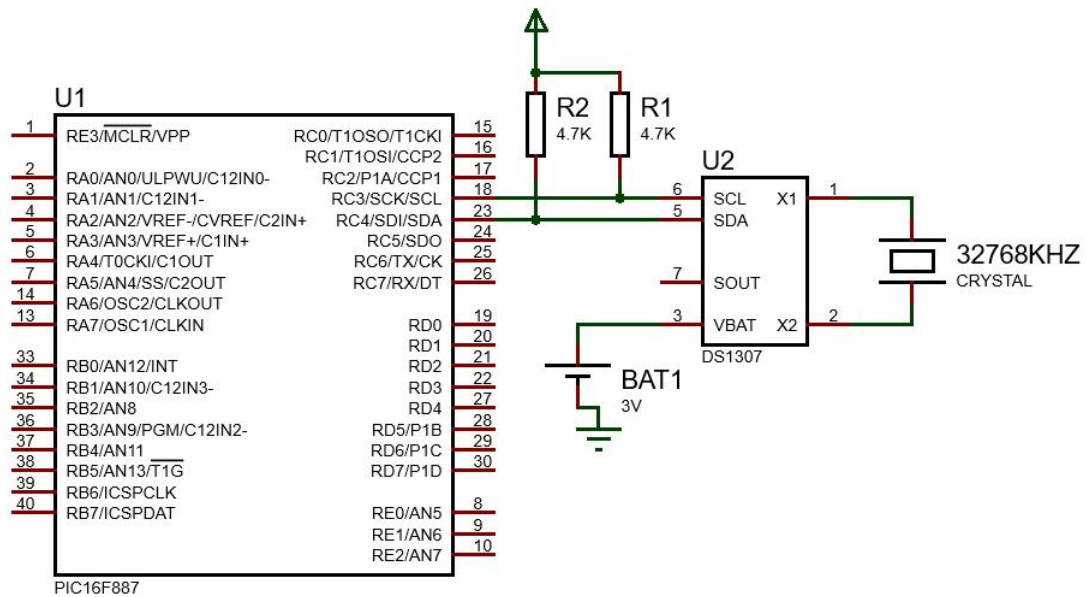 U1
1 RE3/MCLR/VPP
2 RA0/AN0/ULPWU/C12IN0-
3 RA1/AN1/C12IN1-
4 RA2/AN2/VREF-/CVREF/C2IN+
5 RA3/AN3/VREF+/C1IN+
6 RA4/T0CKI/C1OUT
7 RA5/AN4/SS/C2OUT
14 RA6/OSC2/CLKOUT
13 RA7/OSC1/CLKIN
33 RB0/AN12/INT
34 RB1/AN10/C12IN3-
35 RB2/AN8
36 RB3/AN9/PGM/C12IN2-
37 RB4/AN11
38 RB5/AN13/T1G
39 RB6/ICSPCLK
40 RB7/ICSPDAT
RC0/T1OSO/T1CKI 15
RC1/T1OSI/CCP2 16
RC2/P1A/CCP1 17
RC3/SCK/SCL 18
RC4/SDI/SDA 23
RC5/SDO 24
RC6/TX/CK 25
RC7/RX/DT 26
RD0 19
RD1 20
RD2 21
RD3 22
RD4 27
RD5/P1B 28
RD6/P1C 29
RD7/P1D 30
RE0/AN5 8
RE1/AN6 9
RE2/AN7 10
PIC16F887
R2
4.7K
R1
4.7K
U2
6 SCL X1 1
5 SDA
7 SOUT
3 VBAT X2 2
DS1307
32768KHZ
CRYSTAL
BAT1
3V